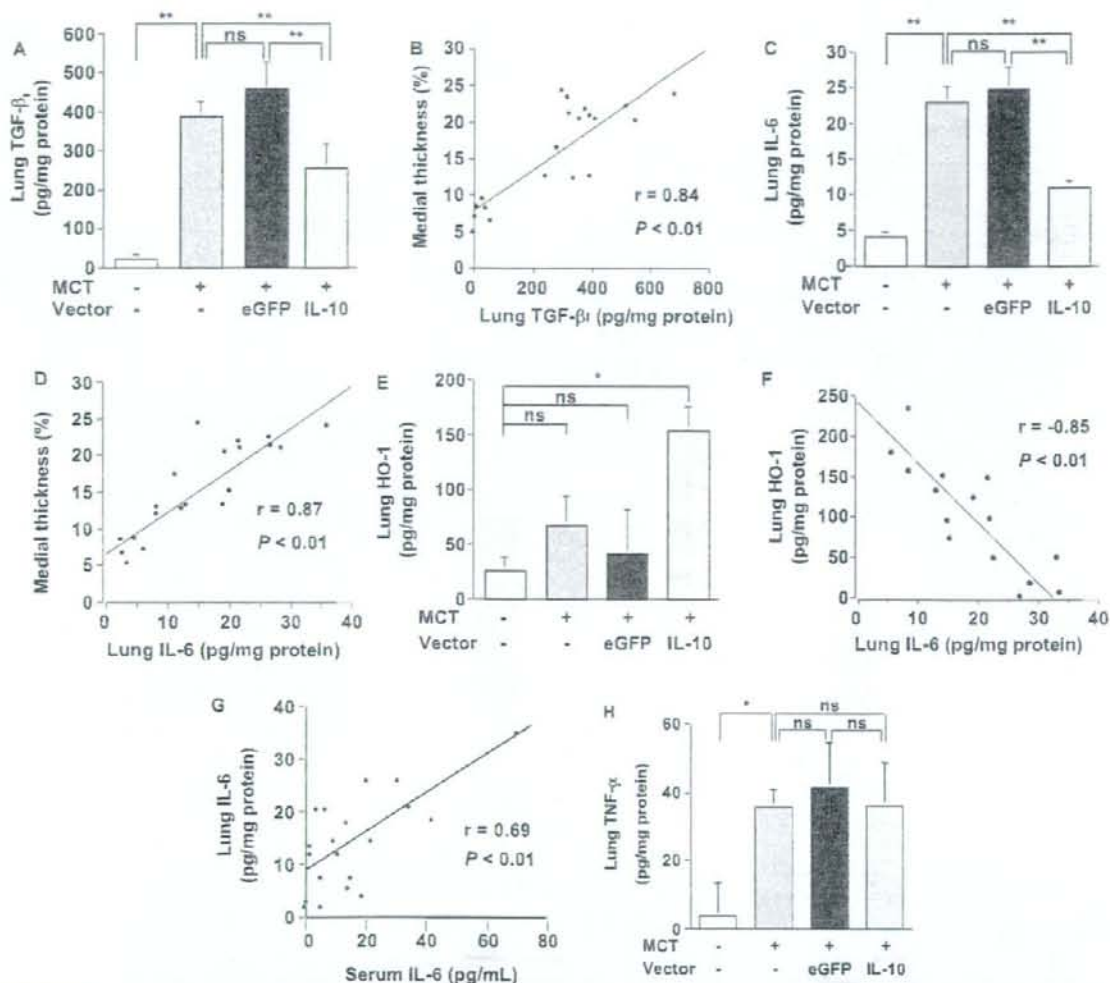 A
Lung TGF-β1
(pg/mg protein)
600
500
400
300
200
100
0
** ** ns **
MCT - + + +
Vector - - eGFP IL-10
B
Medial thickness (%)
30
25
20
15
10
5
0
r = 0.84
P < 0.01
0 200 400 600 800
Lung TGF-β1 (pg/mg protein)
C
Lung IL-6
(pg/mg protein)
35
30
25
20
15
10
5
0
** ** ns **
MCT - + + +
Vector - - eGFP IL-10
D
Medial thickness (%)
30
25
20
15
10
5
0
r = 0.87
P < 0.01
0 10 20 30 40
Lung IL-6 (pg/mg protein)
E
Lung HO-1
(pg/mg protein)
200
150
100
50
0
*
ns
ns
MCT - + + +
Vector - - eGFP IL-10
F
Lung HO-1
(pg/mg protein)
250
200
150
100
50
0
r = -0.85
P < 0.01
0 10 20 30 40
Lung IL-6 (pg/mg protein)
G
Lung IL-6
(pg/mg protein)
40
30
20
10
0
r = 0.69
P < 0.01
0 20 40 60 80
Serum IL-6 (pg/mL)
H
Lung TNF-α
(pg/mg protein)
60
40
20
0
* ns
ns ns
MCT - + + +
Vector - - eGFP IL-10